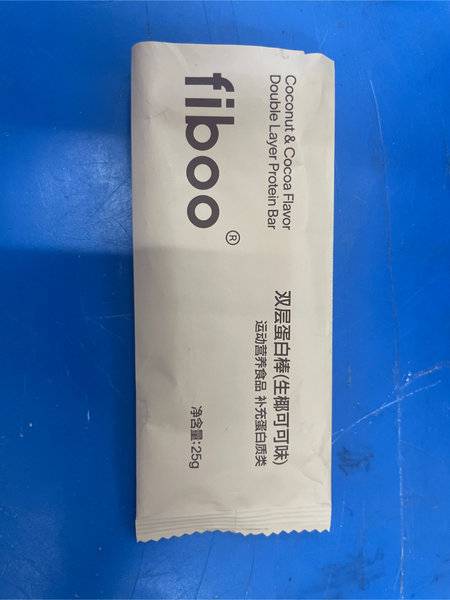 Coconut & Cocoa Flavor
Double Layer Protein Bar
fiboo®
双层蛋白棒(生椰可可味)
运动营养食品 补充蛋白质类
净含量:25g